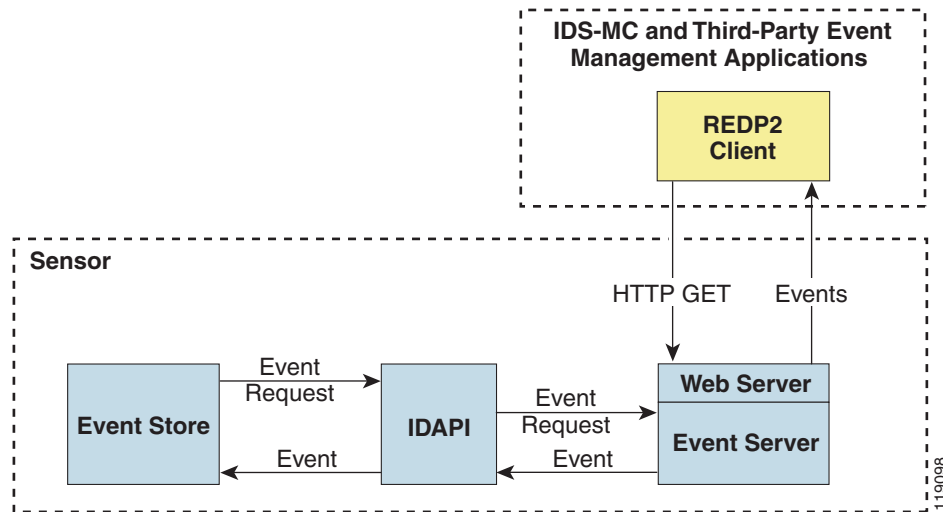 IDS-MC and Third-Party Event
Management Applications
REDP2
Client
Sensor
HTTP GET
Events
Event Store
Event
Request
Event
IDAPI
Event
Request
Event
Web Server
Event Server
119098